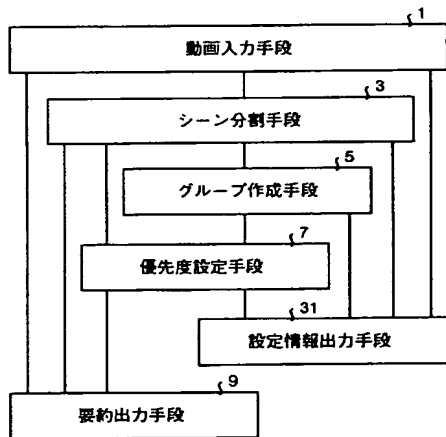 1
動画入力手段
3
シーン分割手段
5
グループ作成手段
7
優先度設定手段
31
設定情報出力手段
9
要約出力手段